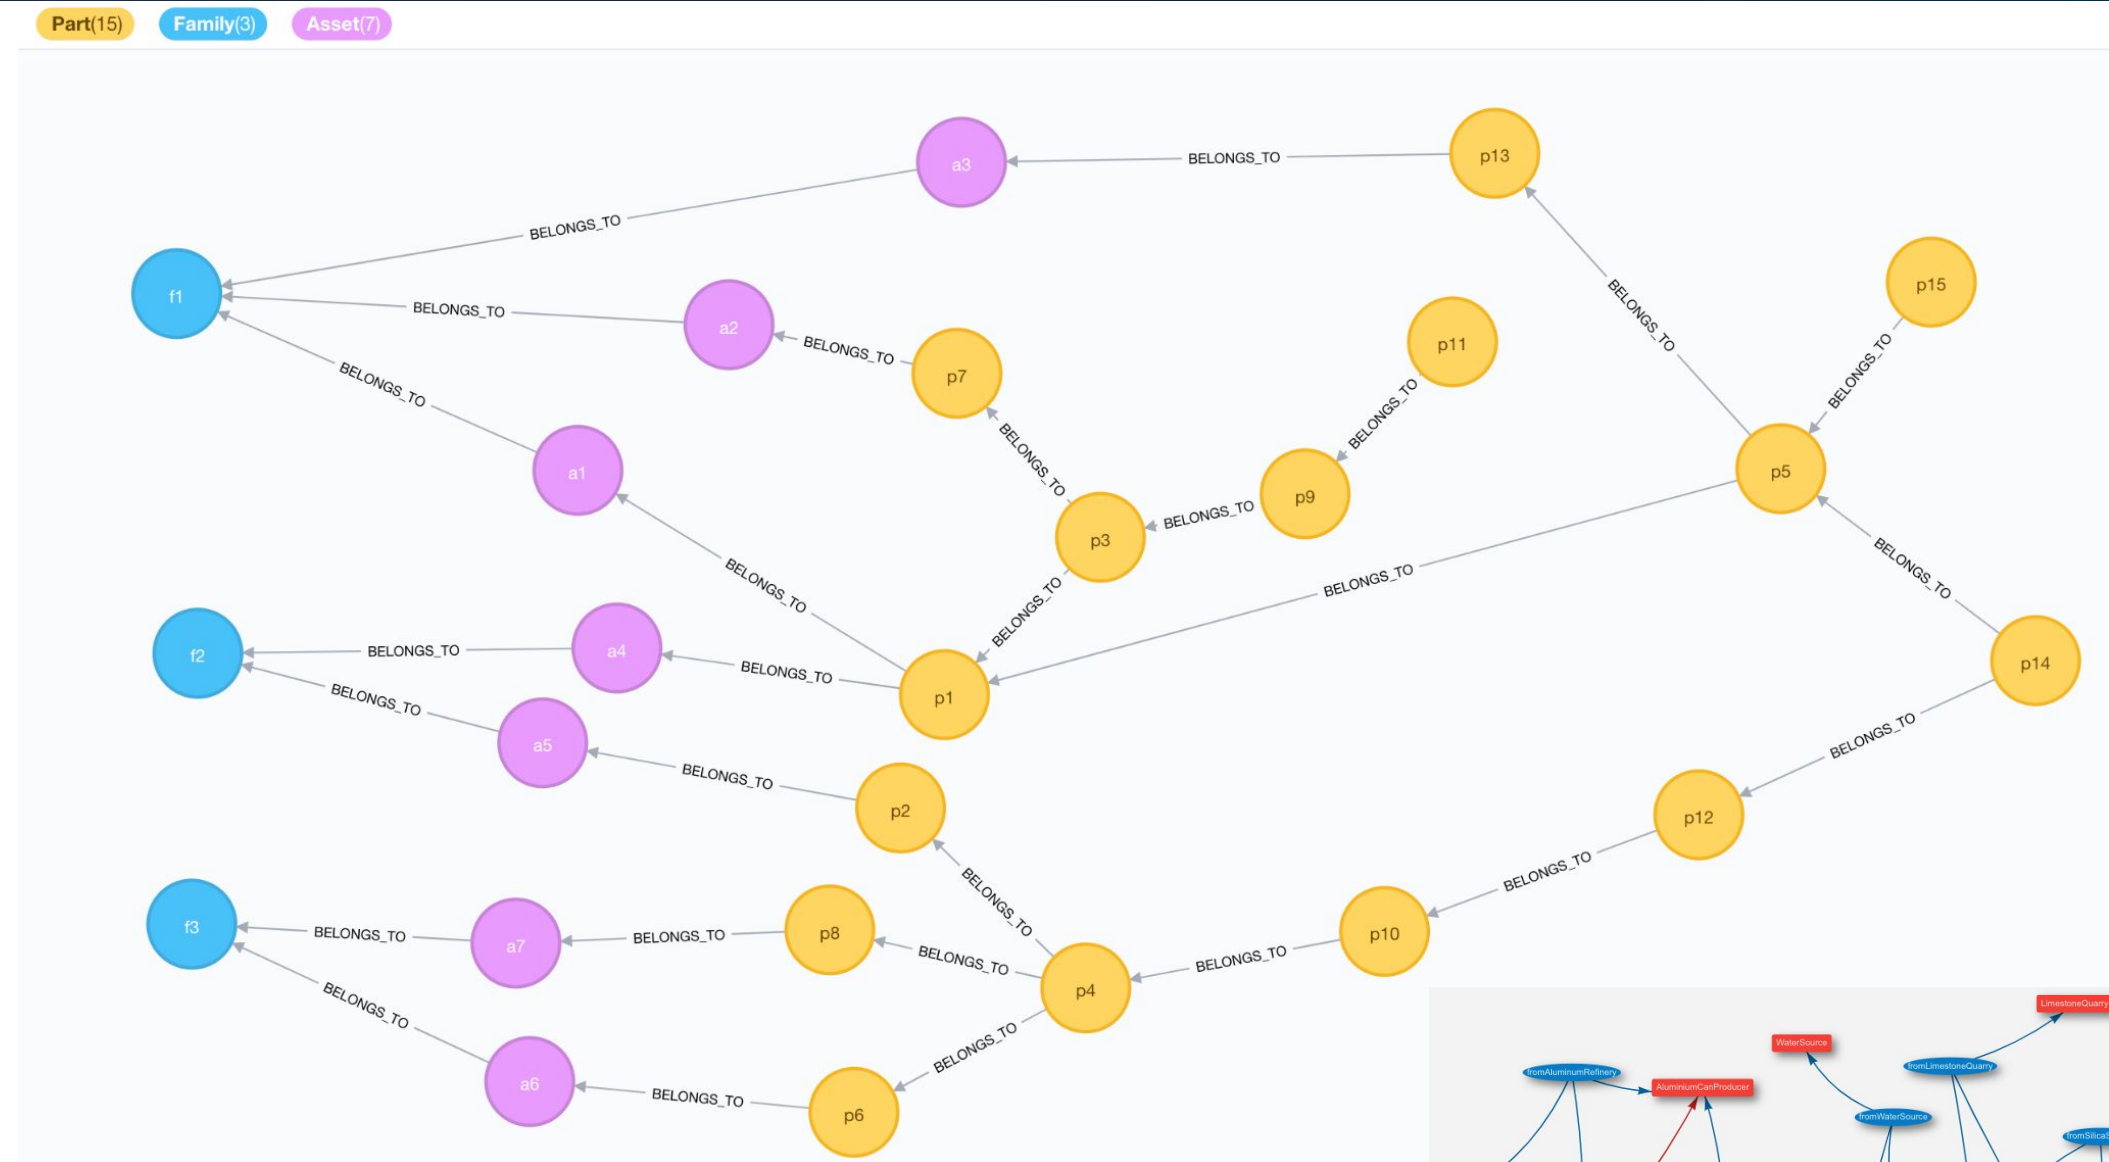 Part(15) Family(3) Asset(7)
a3
BELONGS_TO
p13
BELONGS_TO
f1
BELONGS_TO
a2
BELONGS_TO
p7
p11
BELONGS_TO
p15
BELONGS_TO
BELONGS_TO
a1
BELONGS_TO
p3
BELONGS_TO
p9
BELONGS_TO
p5
BELONGS_TO
BELONGS_TO
BELONGS_TO
BELONGS_TO
f2
BELONGS_TO
a4
BELONGS_TO
p1
p14
BELONGS_TO
a5
BELONGS_TO
p2
BELONGS_TO
p12
BELONGS_TO
BELONGS_TO
f3
BELONGS_TO
a7
BELONGS_TO
p8
BELONGS_TO
p4
BELONGS_TO
p10
BELONGS_TO
a6
BELONGS_TO
p6
BELONGS_TO
LimestoneQuarry
WaterSource
fromAluminumRefinery
fromLimestoneQuarry
AluminiumCanProducer
fromWaterSource